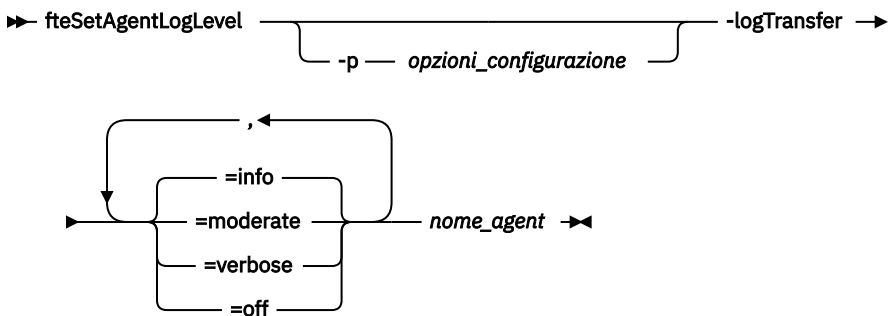 fteSetAgentLogLevel -logTransfer
-p opzioni_configurazione
,
=info
=moderate nome_agent
=verbose
=off